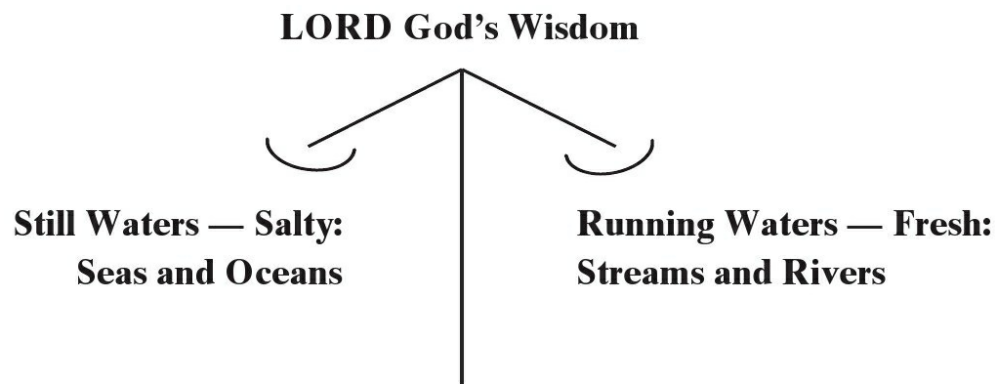 LORD God’s Wisdom
Still Waters — Salty:
Seas and Oceans
Running Waters — Fresh:
Streams and Rivers